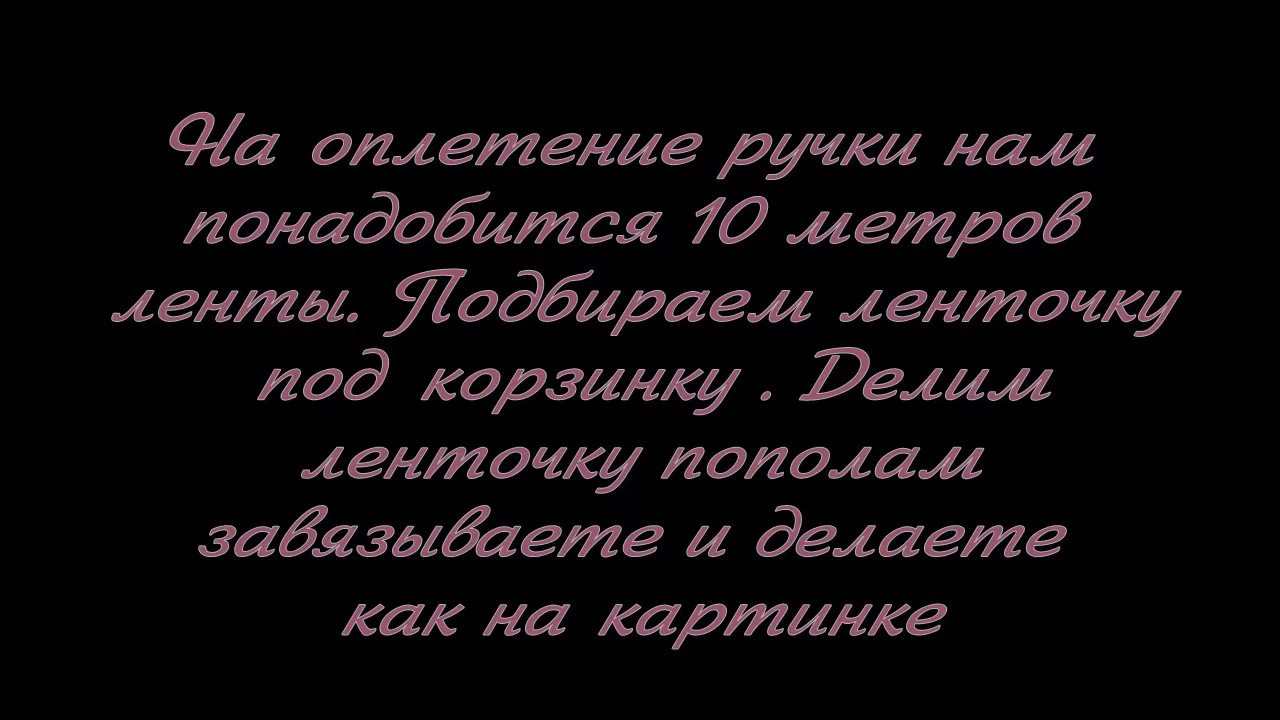 На оплетение ручки нам
понадобится 10 метров
ленты. Подбираем ленточку
под корзинку . Делим
ленточку пополам
завязываете и делаете
как на картинке